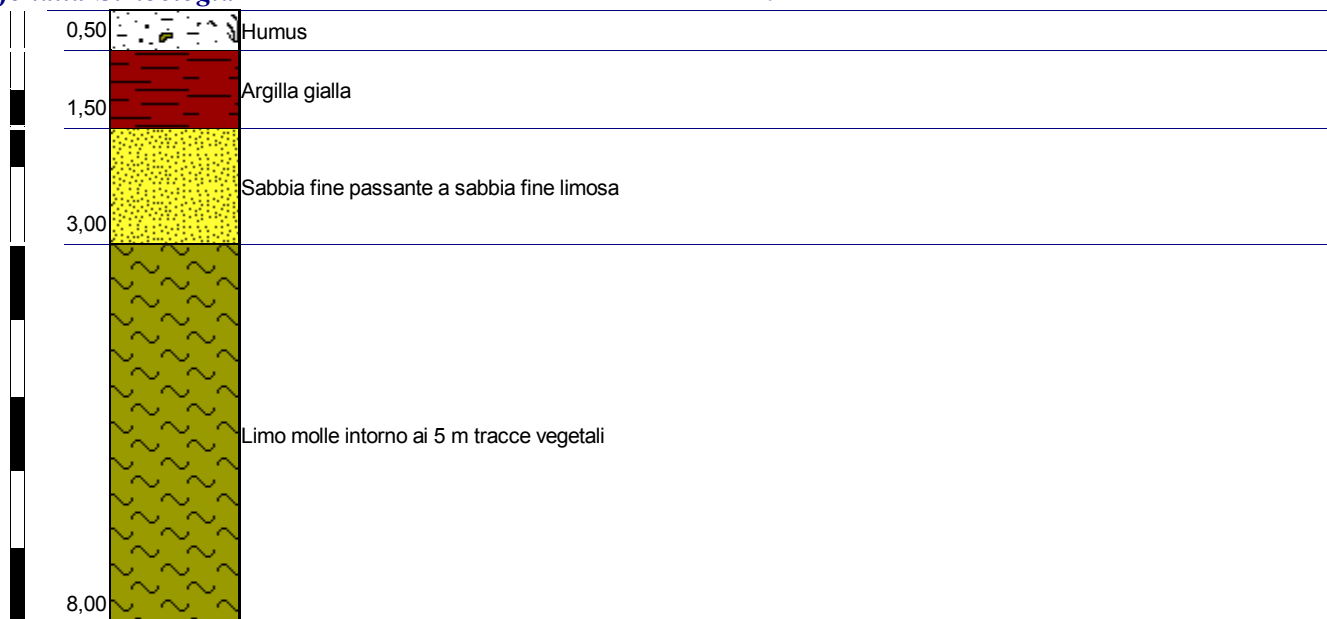 0,50 Humus
1,50 Argilla gialla
3,00 Sabbia fine passante a sabbia fine limosa
Limo molle intorno ai 5 m tracce vegetali
8,00